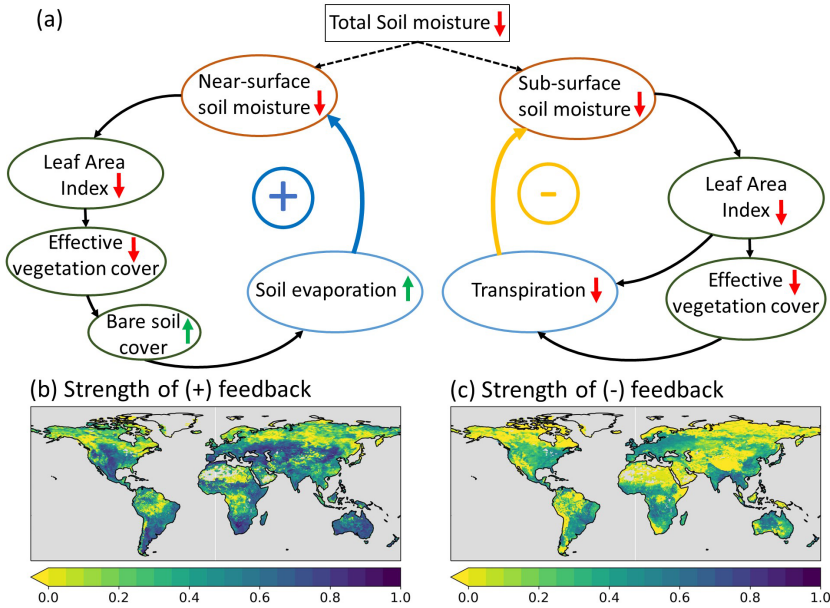 (a)
Total Soil moisture
Near-surface
soil moisture
Sub-surface
soil moisture
Leaf Area
Index
Effective
vegetation cover
Bare soil
cover
+
Soil evaporation
-
Transpiration
Leaf Area
Index
Effective
vegetation cover
(b) Strength of (+) feedback
(c) Strength of (-) feedback
0.0 0.2 0.4 0.6 0.8 1.0
0.0 0.2 0.4 0.6 0.8 1.0